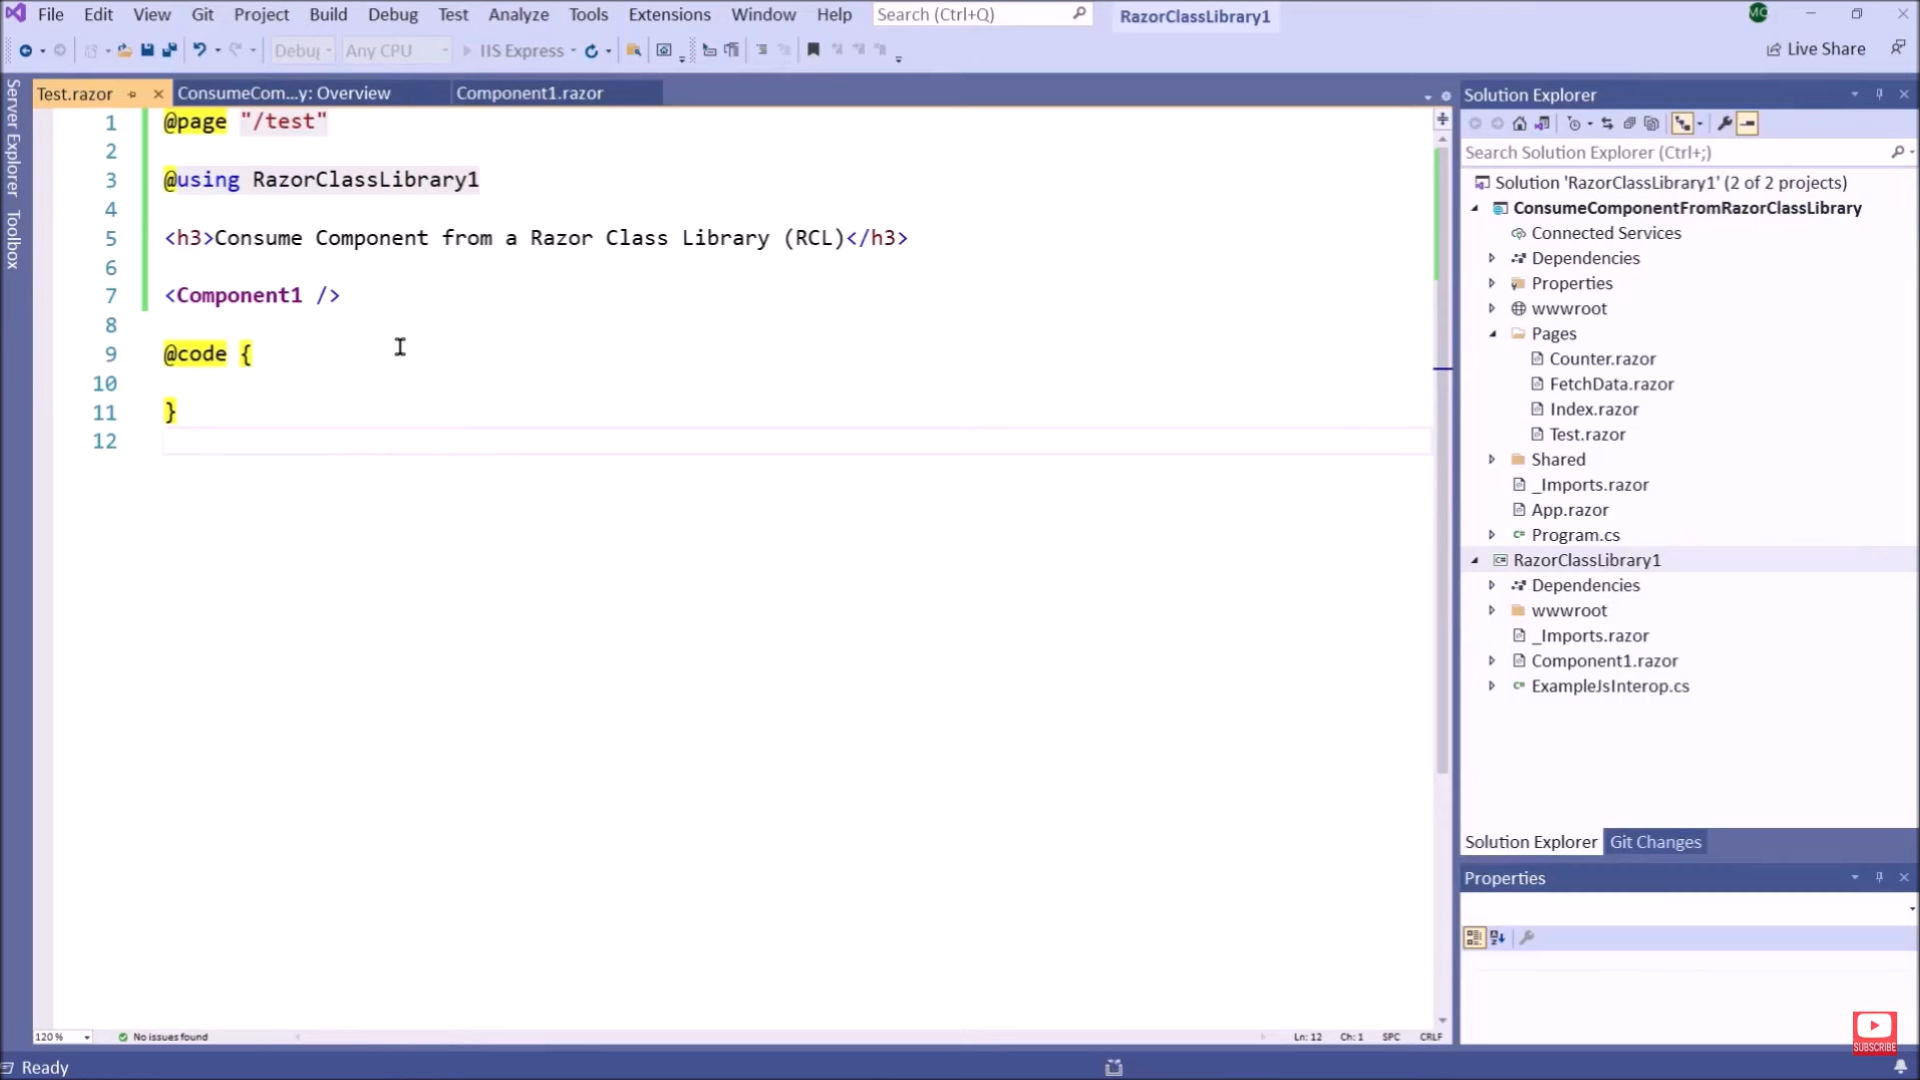 File Edit View Git Project Build Debug Test Analyze Tools Extensions Window Help Search (Ctrl+Q) RazorClassLibrary1 MC
Debug Any CPU IIS Express Live Share
Server Explorer
Toolbox
Test.razor ConsumeCom...y: Overview Component1.razor
1 @page "/test"
2
3 @using RazorClassLibrary1
4
5 <h3>Consume Component from a Razor Class Library (RCL)</h3>
6
7 <Component1 />
8
9 @code {
10
11 }
12
120 % No issues found Ln: 12 Ch: 1 SPC CRLF
Ready
Solution Explorer
Search Solution Explorer (Ctrl+;)
Solution 'RazorClassLibrary1' (2 of 2 projects)
ConsumeComponentFromRazorClassLibrary
Connected Services
Dependencies
Properties
wwwroot
Pages
Counter.razor
FetchData.razor
Index.razor
Test.razor
Shared
_Imports.razor
App.razor
C# Program.cs
C# RazorClassLibrary1
Dependencies
wwwroot
_Imports.razor
Component1.razor
C# ExampleJsInterop.cs
Solution Explorer Git Changes
Properties
SUBSCRIBE